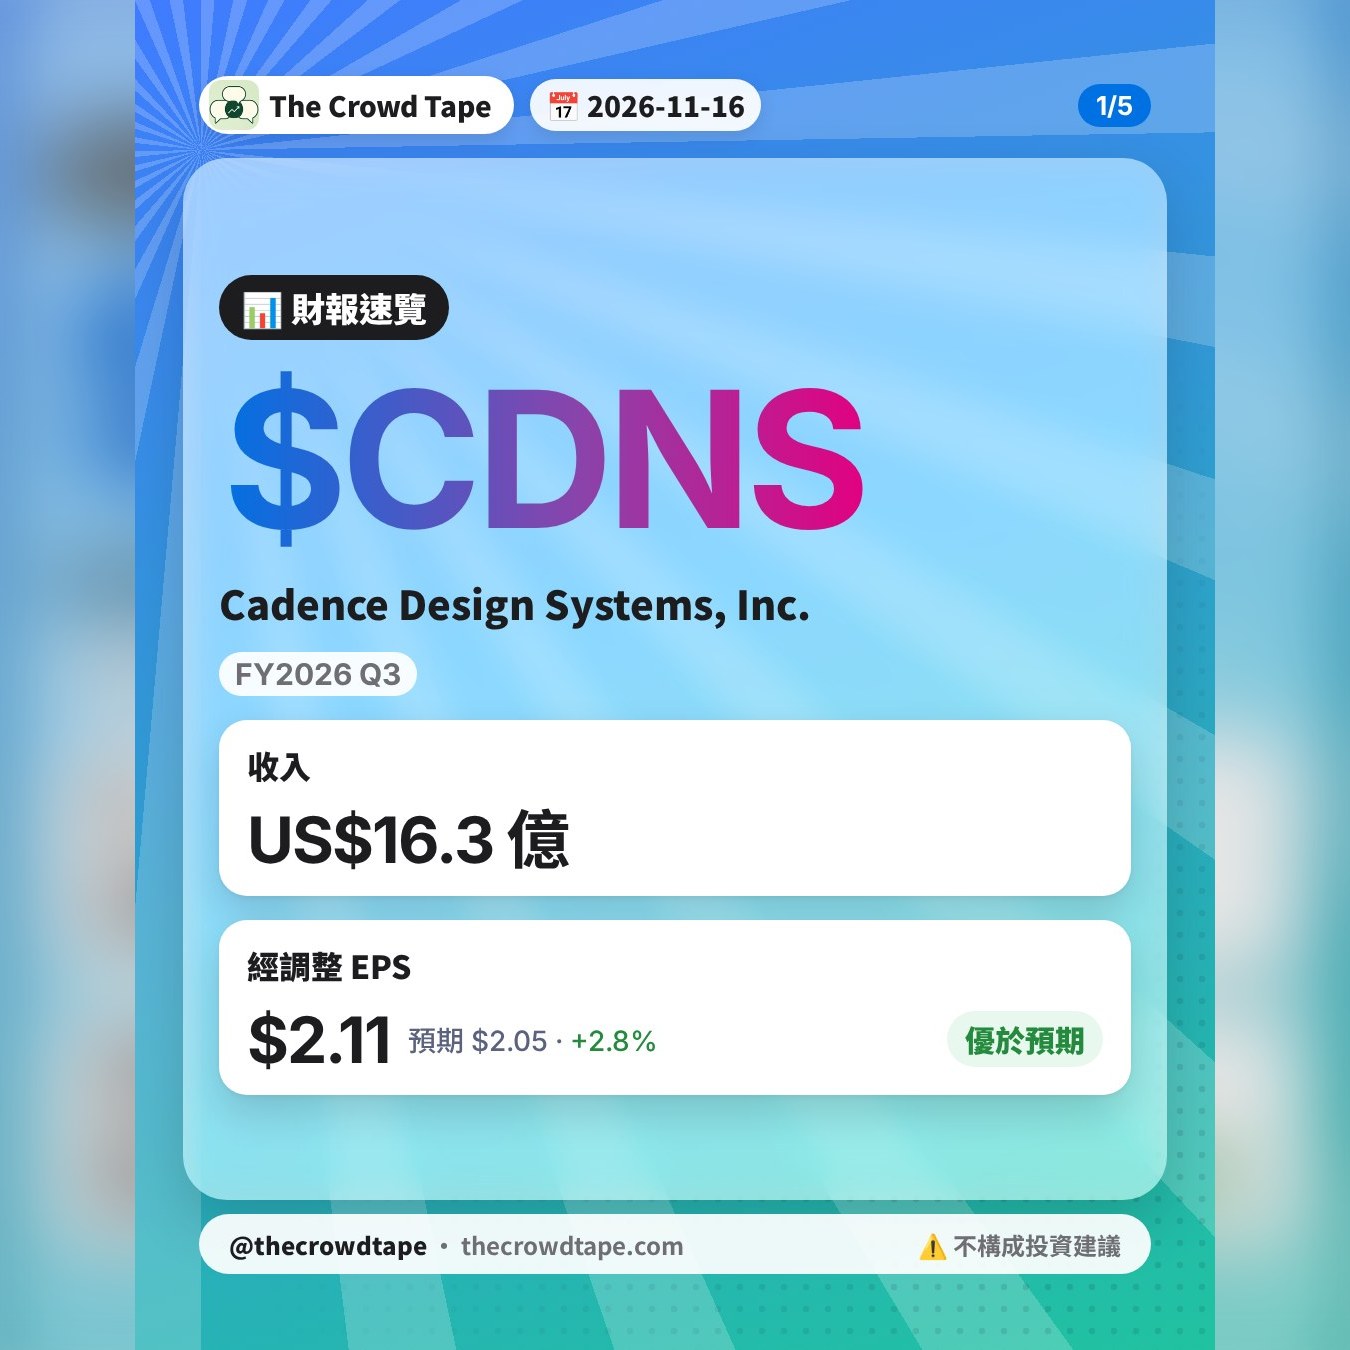 The Crowd Tape
2026-11-16
1/5
財報速覽
$CDNS
Cadence Design Systems, Inc.
FY2026 Q3
收入
US$16.3 億
經調整 EPS
$2.11 預期 $2.05 · +2.8% 優於預期
@thecrowdtape · thecrowdtape.com ⚠️ 不構成投資建議